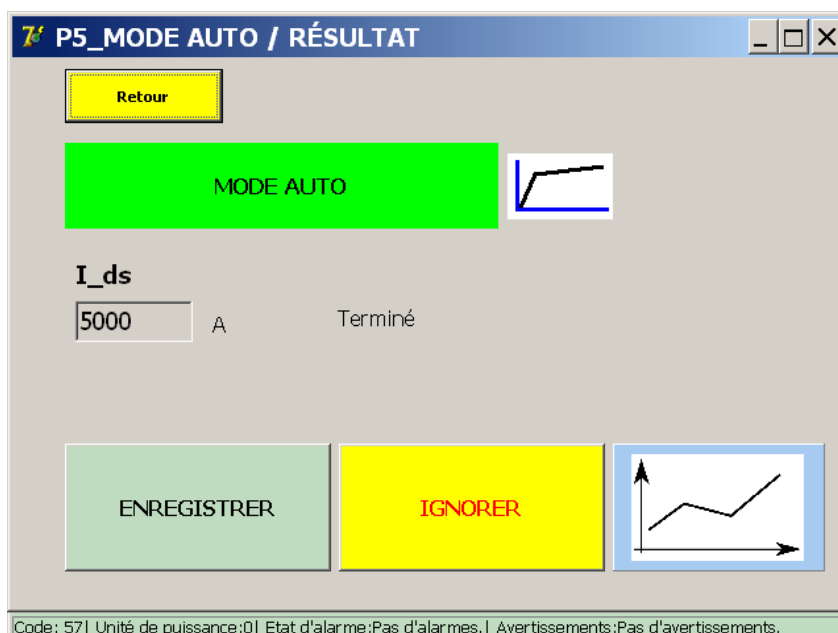 P5_MODE AUTO / RÉSULTAT
Retour
MODE AUTO
I_ds
5000 A Terminé
ENREGISTRER IGNORER
Code: 57| Unité de puissance:0| Etat d'alarme:Pas d'alarmes.| Avertissements:Pas d'avertissements.